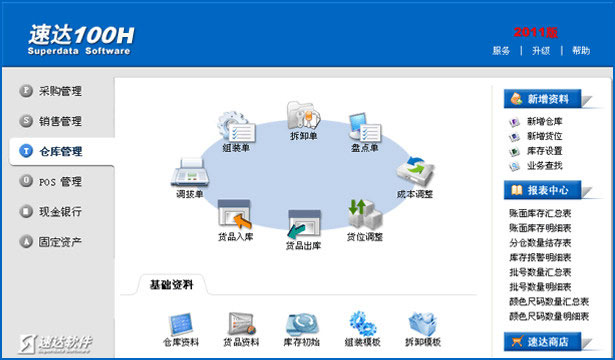 速达100H
Superdata Software
2011版
服务 | 升级 | 帮助
P 采购管理
S 销售管理
T 仓库管理
O POS 管理
现金银行
A 固定资产
组装单
拆卸单
盘点单
调拨单
成本调整
货品入库
货品出库
货位调整
基础资料
仓库资料
货品资料
库存初始
组装模板
拆卸模板
新增资料
新增仓库
新增货位
库存设置
业务查找
报表中心
账面库存汇总表
账面库存明细表
分仓数量结存表
库存报警明细表
批号数量汇总表
批号数量明细表
颜色尺码数量汇总表
颜色尺码数量明细表
速达商店
速达软件